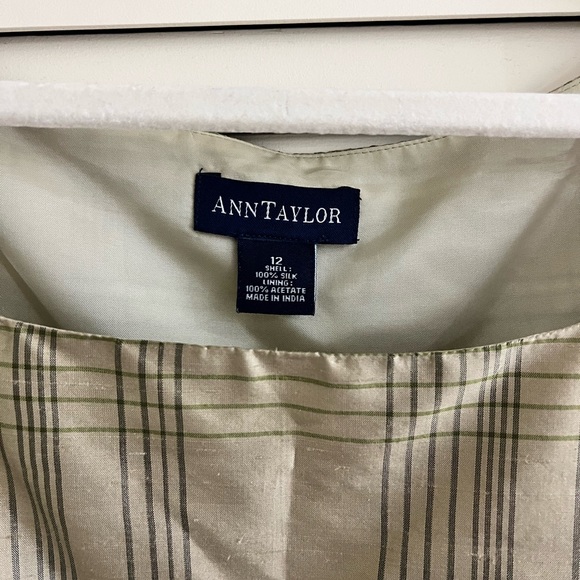 ANNTAYLOR
12
SHELL:
100% SILK
LINING:
100% ACETATE
MADE IN INDIA